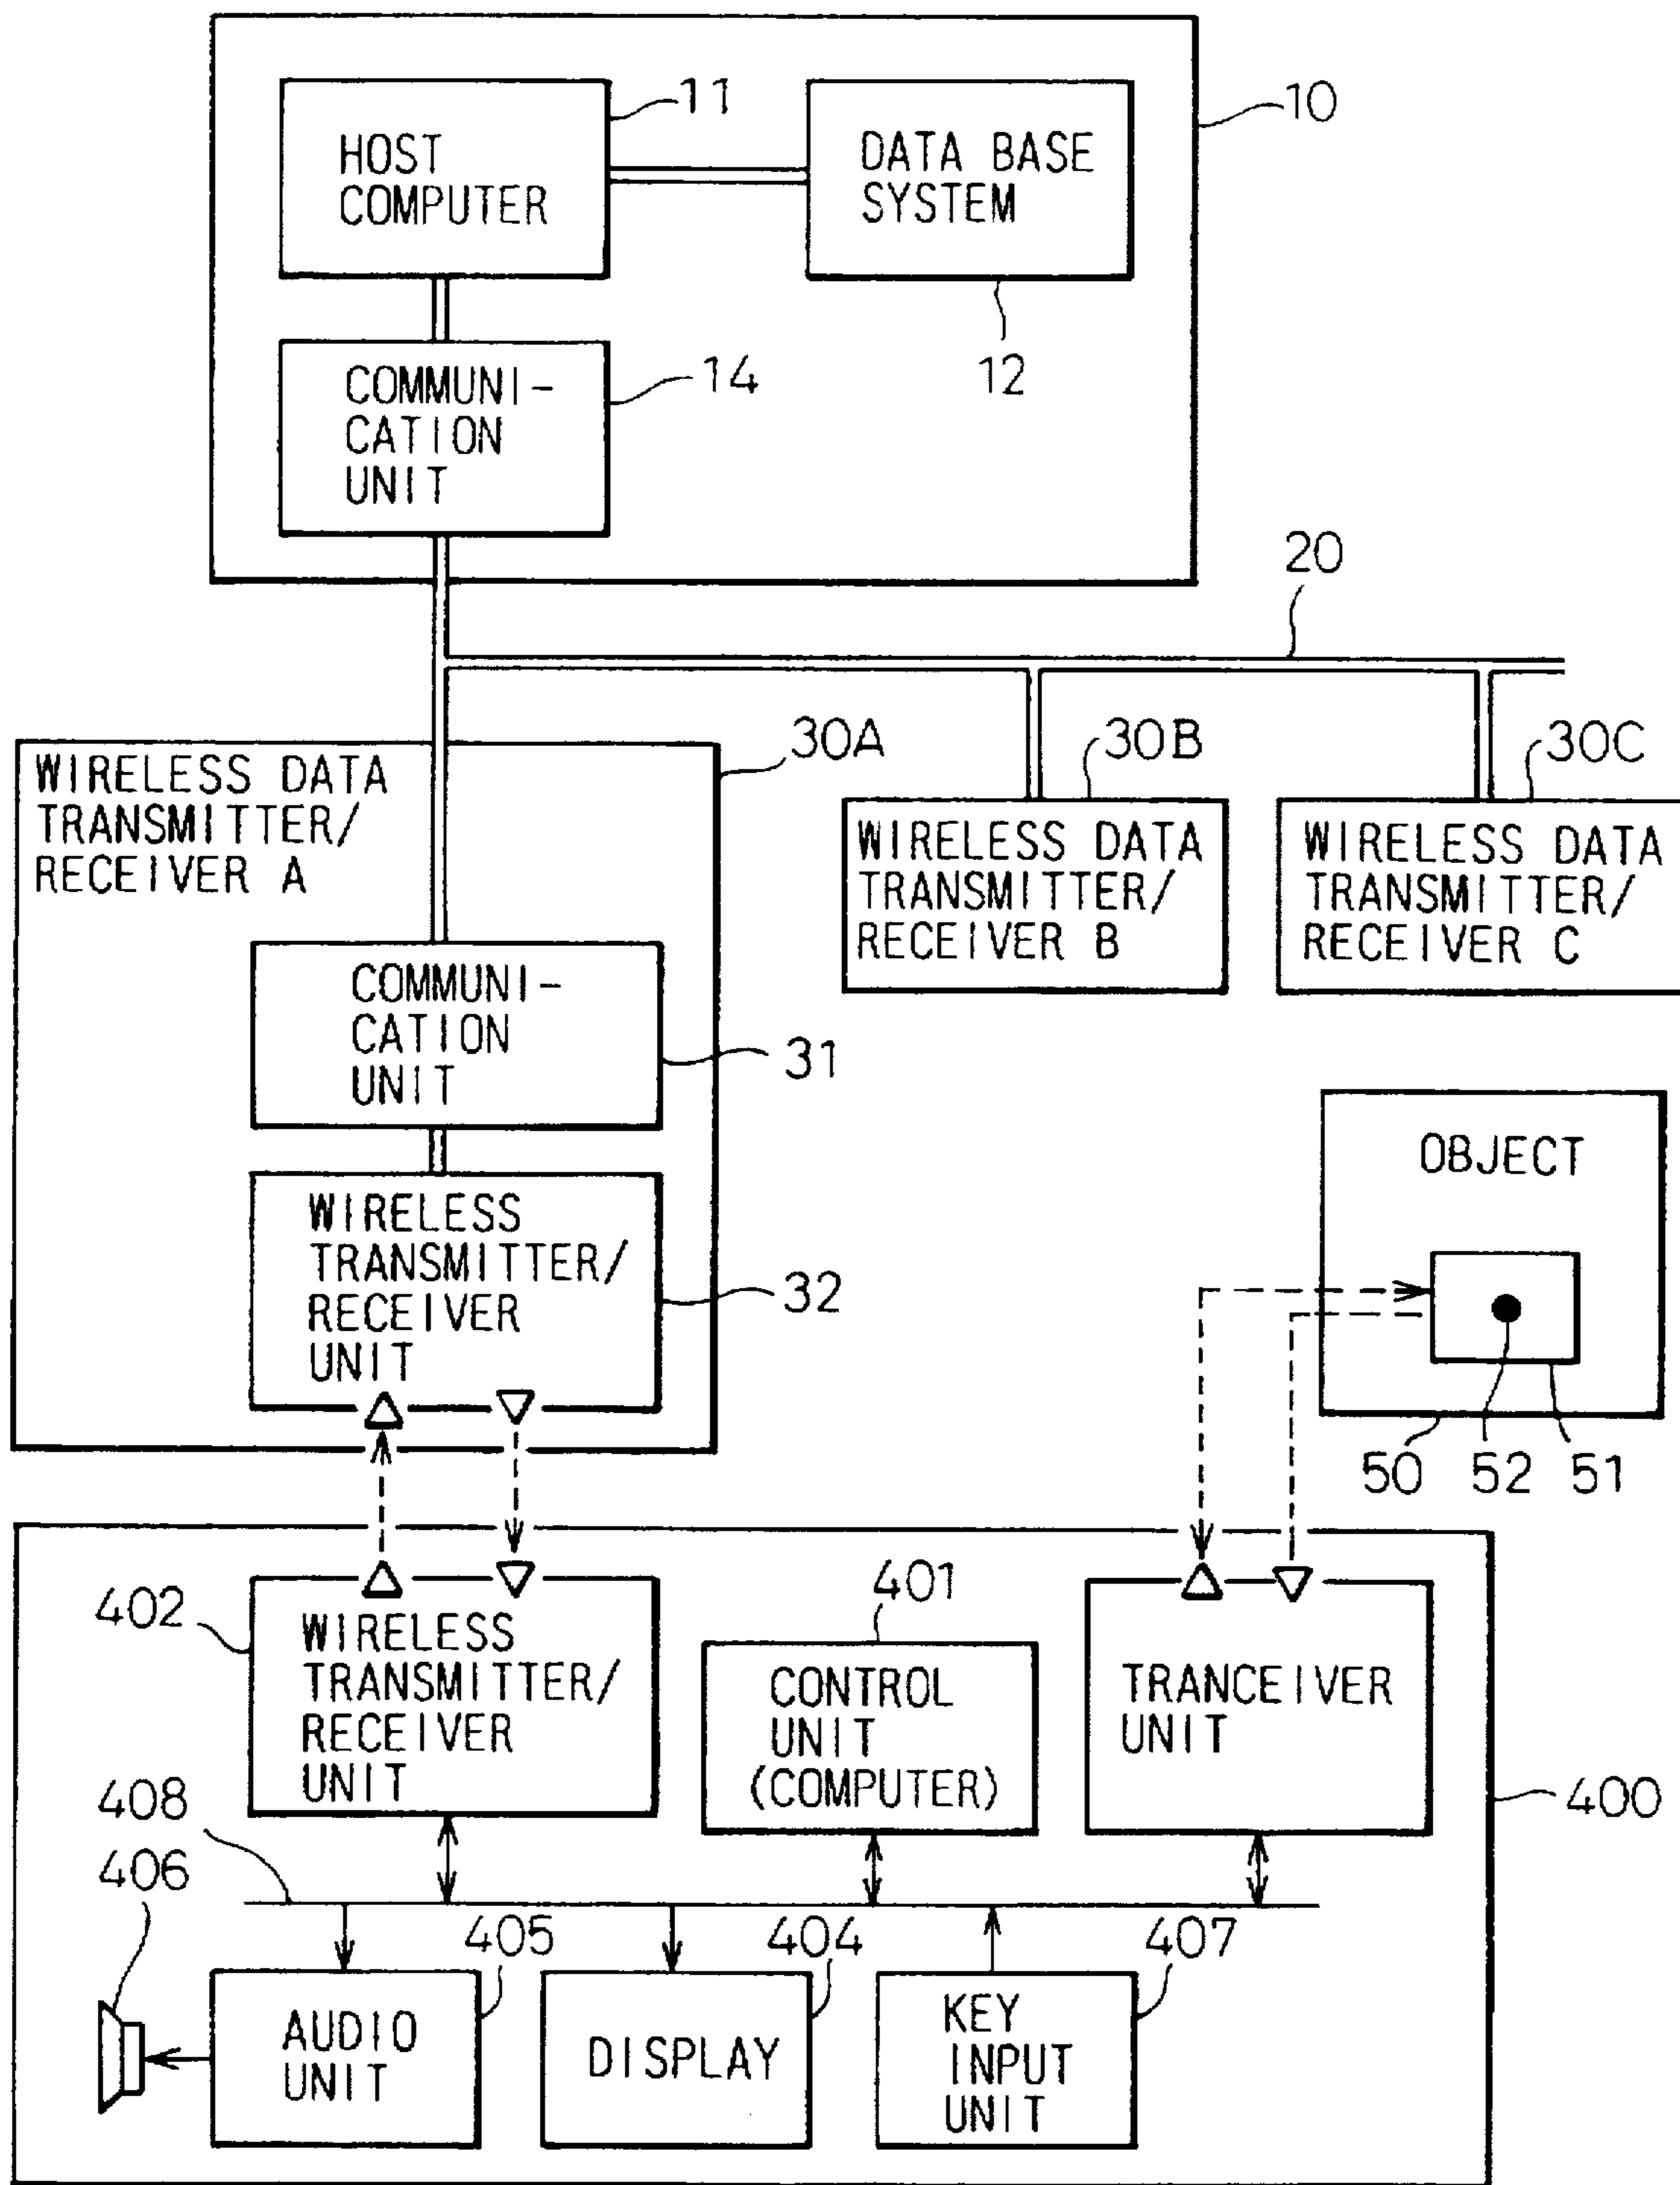 11
10
HOST
COMPUTER
DATA BASE
SYSTEM
12
COMMUNI-
CATION
UNIT
14
20
30A
30B
30C
WIRELESS DATA
TRANSMITTER/
RECEIVER A
WIRELESS DATA
TRANSMITTER/
RECEIVER B
WIRELESS DATA
TRANSMITTER/
RECEIVER C
COMMUNI-
CATION
UNIT
31
OBJECT
WIRELESS
TRANSMITTER/
RECEIVER
UNIT
32
50
52
51
402
401
WIRELESS
TRANSMITTER/
RECEIVER
UNIT
CONTROL
UNIT
(COMPUTER)
TRANCEIVER
UNIT
400
408
406
405
404
407
AUDIO
UNIT
DISPLAY
KEY
INPUT
UNIT